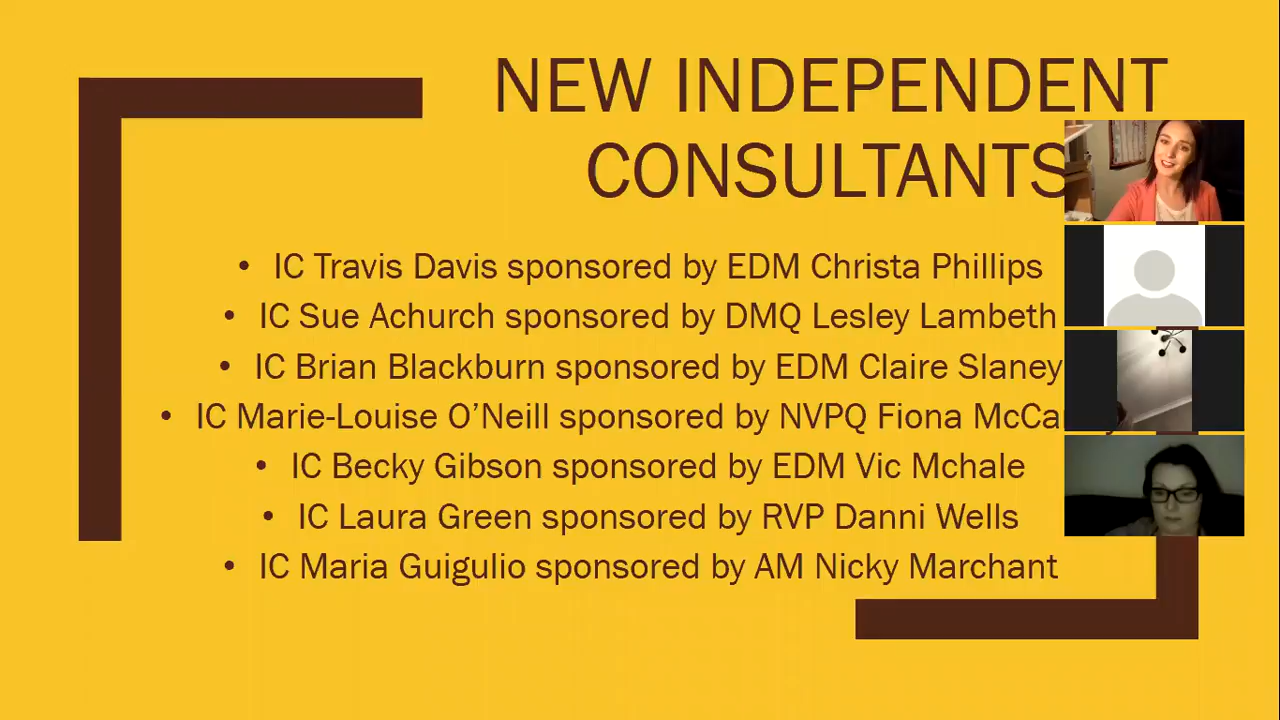 NEW INDEPENDENT
CONSULTANTS
• IC Travis Davis sponsored by EDM Christa Phillips
• IC Sue Achurch sponsored by DMQ Lesley Lambeth
• IC Brian Blackburn sponsored by EDM Claire Slaney
• IC Marie-Louise O’Neill sponsored by NVPQ Fiona
• IC Becky Gibson sponsored by EDM Vic Mchale
• IC Laura Green sponsored by RVP Danni Wells
• IC Maria Guigulio sponsored by AM Nicky Marchant